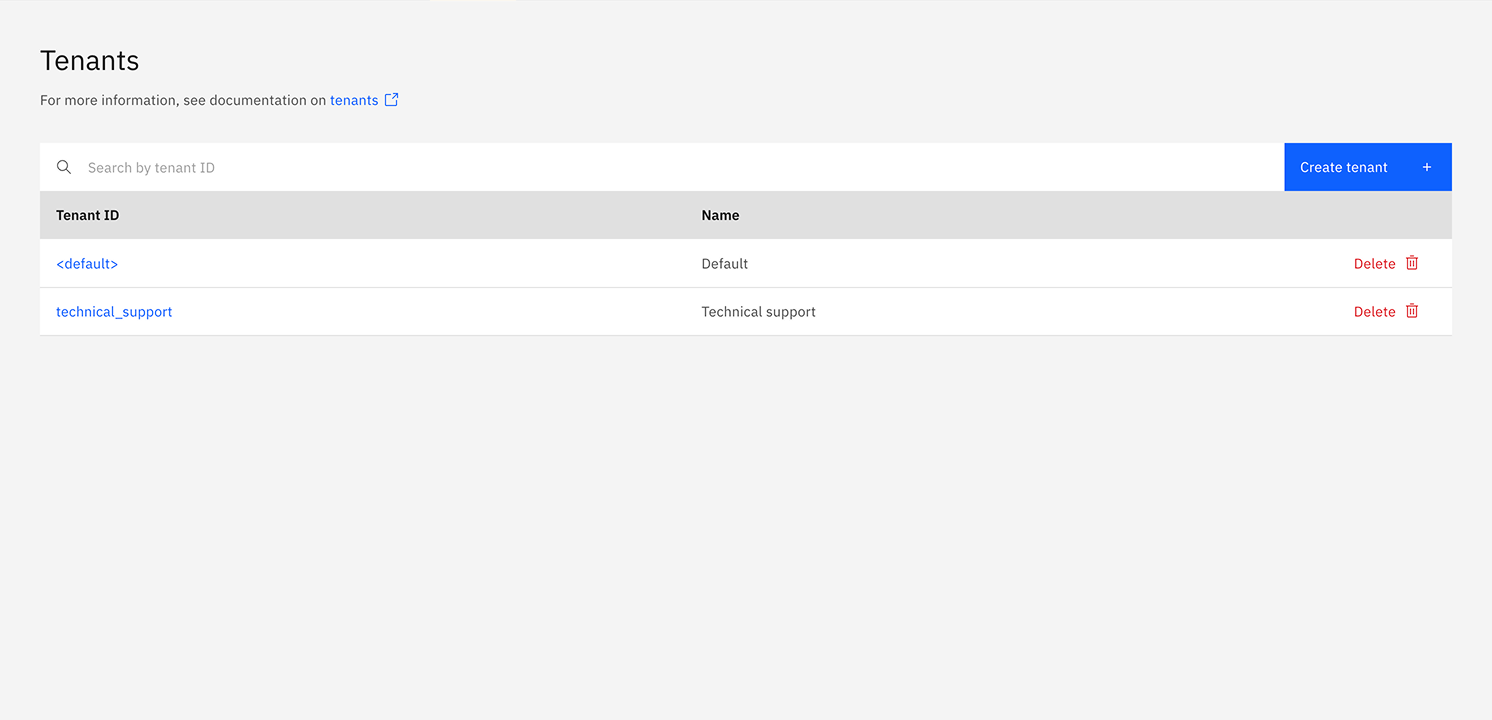 Tenants
For more information, see documentation on tenants
Search by tenant ID
Create tenant +
Tenant ID Name
<default> Default Delete
technical_support Technical support Delete